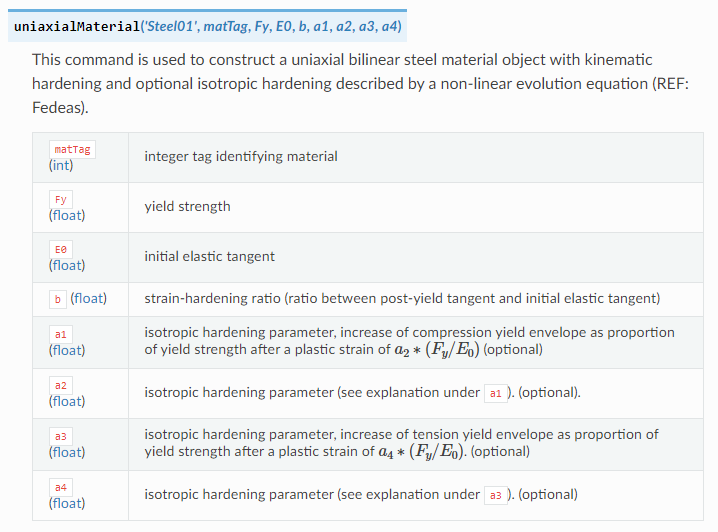 uniaxialMaterial('Steel01', matTag, Fy, E0, b, a1, a2, a3, a4)
This command is used to construct a uniaxial bilinear steel material object with kinematic
hardening and optional isotropic hardening described by a non-linear evolution equation (REF:
Fedeas).
matTag
(int)
integer tag identifying material
Fy
(float)
yield strength
E0
(float)
initial elastic tangent
b (float)
strain-hardening ratio (ratio between post-yield tangent and initial elastic tangent)
a1
(float)
isotropic hardening parameter, increase of compression yield envelope as proportion
of yield strength after a plastic strain of a₂ * (F_y/E₀) (optional)
a2
(float)
isotropic hardening parameter (see explanation under a1 ). (optional).
a3
(float)
isotropic hardening parameter, increase of tension yield envelope as proportion of
yield strength after a plastic strain of a₄ * (F_y/E₀). (optional)
a4
(float)
isotropic hardening parameter (see explanation under a3 ). (optional)